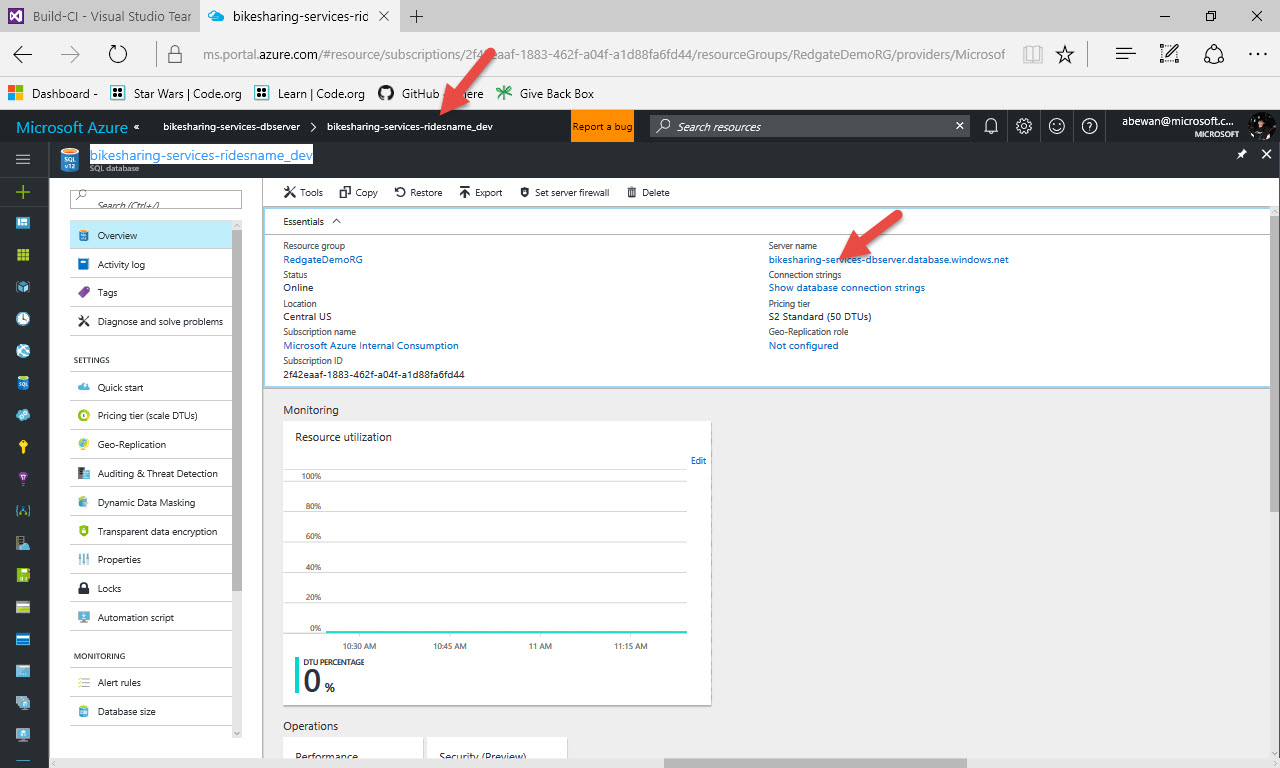 Build-CI - Visual Studio Tear
bikesharing-services-rid
ms.portal.azure.com/#resource/subscriptions/2f42eaaf-1883-462f-a04f-a1d88fa6fd44/resourceGroups/RedgateDemoRG/providers/Microsof
Dashboard -
Star Wars | Code.org
Learn | Code.org
GitHub
Give Back Box
Microsoft Azure «
bikesharing-services-dbserver
bikesharing-services-ridesname_dev
Report a bug
Search resources
abewan@microsoft.c...
MICROSOFT
SQL v12
bikesharing-services-ridesname_dev
SQL database
Search (Ctrl+/)
Tools
Copy
Restore
Export
Set server firewall
Delete
Overview
Activity log
Tags
Diagnose and solve problems
SETTINGS
Quick start
Pricing tier (scale DTUs)
Geo-Replication
Auditing & Threat Detection
Dynamic Data Masking
Transparent data encryption
Properties
Locks
Automation script
MONITORING
Alert rules
Database size
Essentials
Resource group
RedgateDemoRG
Status
Online
Location
Central US
Subscription name
Microsoft Azure Internal Consumption
Subscription ID
2f42eaaf-1883-462f-a04f-a1d88fa6fd44
Server name
bikesharing-services-dbserver.database.windows.net
Connection strings
Show database connection strings
Pricing tier
S2 Standard (50 DTUs)
Geo-Replication role
Not configured
Monitoring
Resource utilization
Edit
100%
80%
60%
40%
20%
0%
10:30 AM
10:45 AM
11 AM
11:15 AM
DTU PERCENTAGE
0 %
Operations
Performance
Security (Preview)